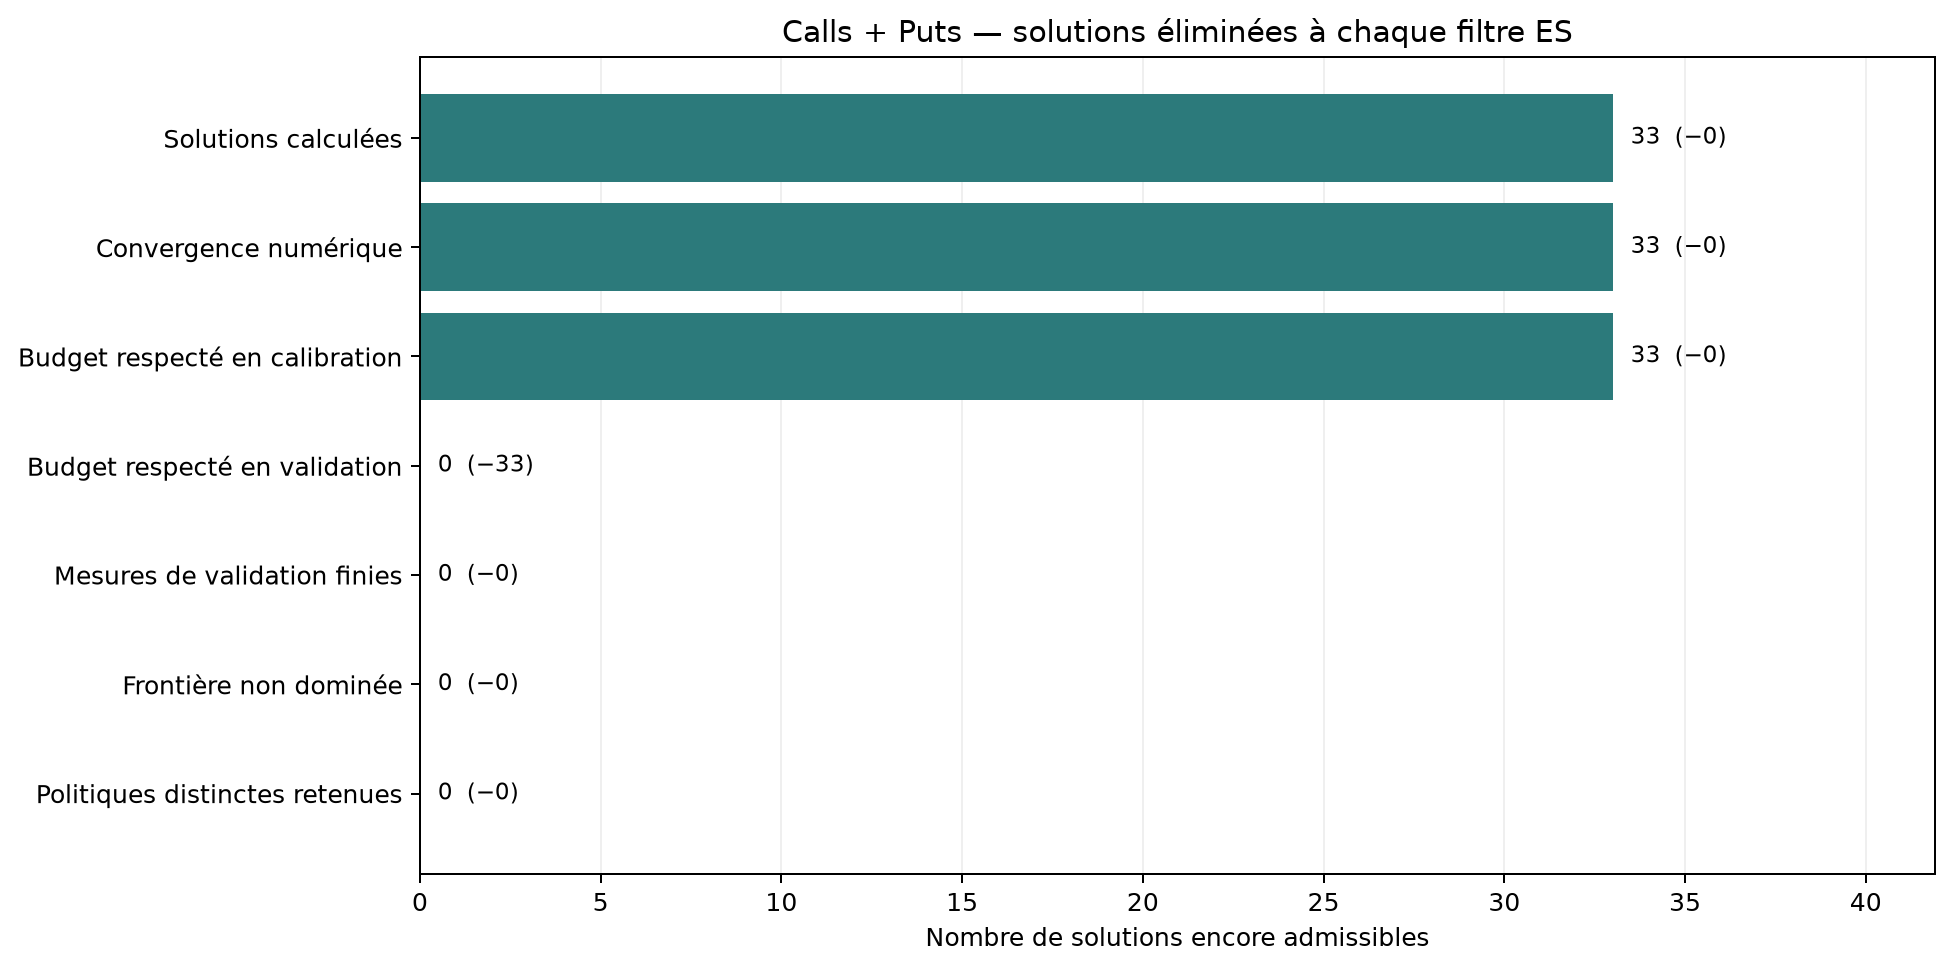 Calls + Puts — solutions éliminées à chaque filtre ES
Solutions calculées
33 (−0)
Convergence numérique
33 (−0)
Budget respecté en calibration
33 (−0)
Budget respecté en validation
0 (−33)
Mesures de validation finies
0 (−0)
Frontière non dominée
0 (−0)
Politiques distinctes retenues
0 (−0)
0 5 10 15 20 25 30 35 40
Nombre de solutions encore admissibles